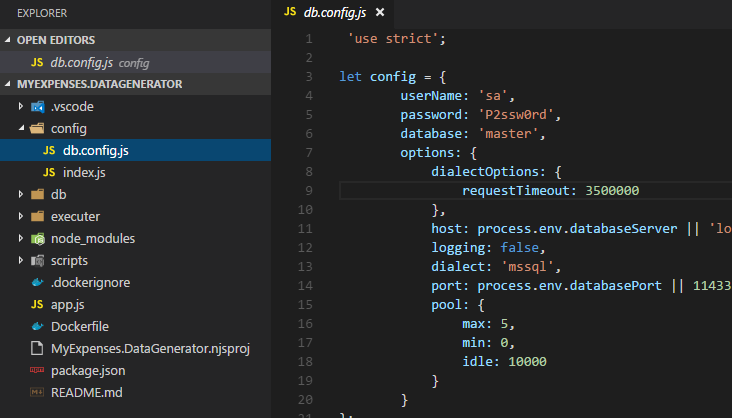 EXPLORER
OPEN EDITORS
JS db.config.js config
MYEXPENSES.DATAGENERATOR
.vscode
config
JS db.config.js
JS index.js
db
executer
node_modules
scripts
.dockerignore
JS app.js
Dockerfile
MyExpenses.DataGenerator.njsproj
package.json
README.md
JS db.config.js ×
1 'use strict';
2
3 let config = {
4 userName: 'sa',
5 password: 'P2ssw0rd',
6 database: 'master',
7 options: {
8 dialectOptions: {
9 requestTimeout: 3500000
10 },
11 host: process.env.databaseServer || 'lo
12 logging: false,
13 dialect: 'mssql',
14 port: process.env.databasePort || 11433
15 pool: {
16 max: 5,
17 min: 0,
18 idle: 10000
19 }
20 }
21 };